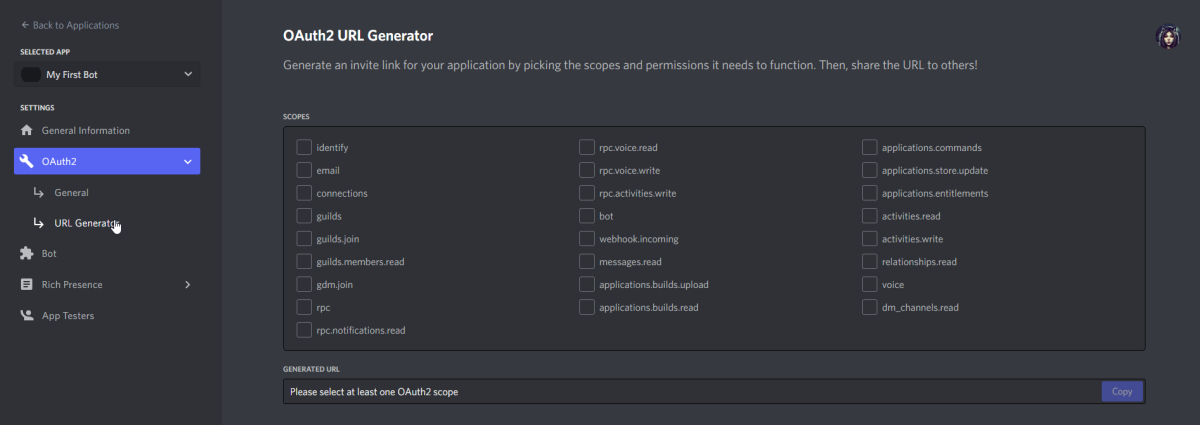 Back to Applications
SELECTED APP
My First Bot
SETTINGS
General Information
OAuth2
General
URL Generator
Bot
Rich Presence
App Testers
OAuth2 URL Generator
Generate an invite link for your application by picking the scopes and permissions it needs to function. Then, share the URL to others!
SCOPES
identify
email
connections
guilds
guilds.join
guilds.members.read
gdm.join
rpc
rpc.notifications.read
rpc.voice.read
rpc.voice.write
rpc.activities.write
bot
webhook.incoming
messages.read
applications.builds.upload
applications.builds.read
applications.commands
applications.store.update
applications.entitlements
activities.read
activities.write
relationships.read
voice
dm_channels.read
GENERATED URL
Please select at least one OAuth2 scope
Copy